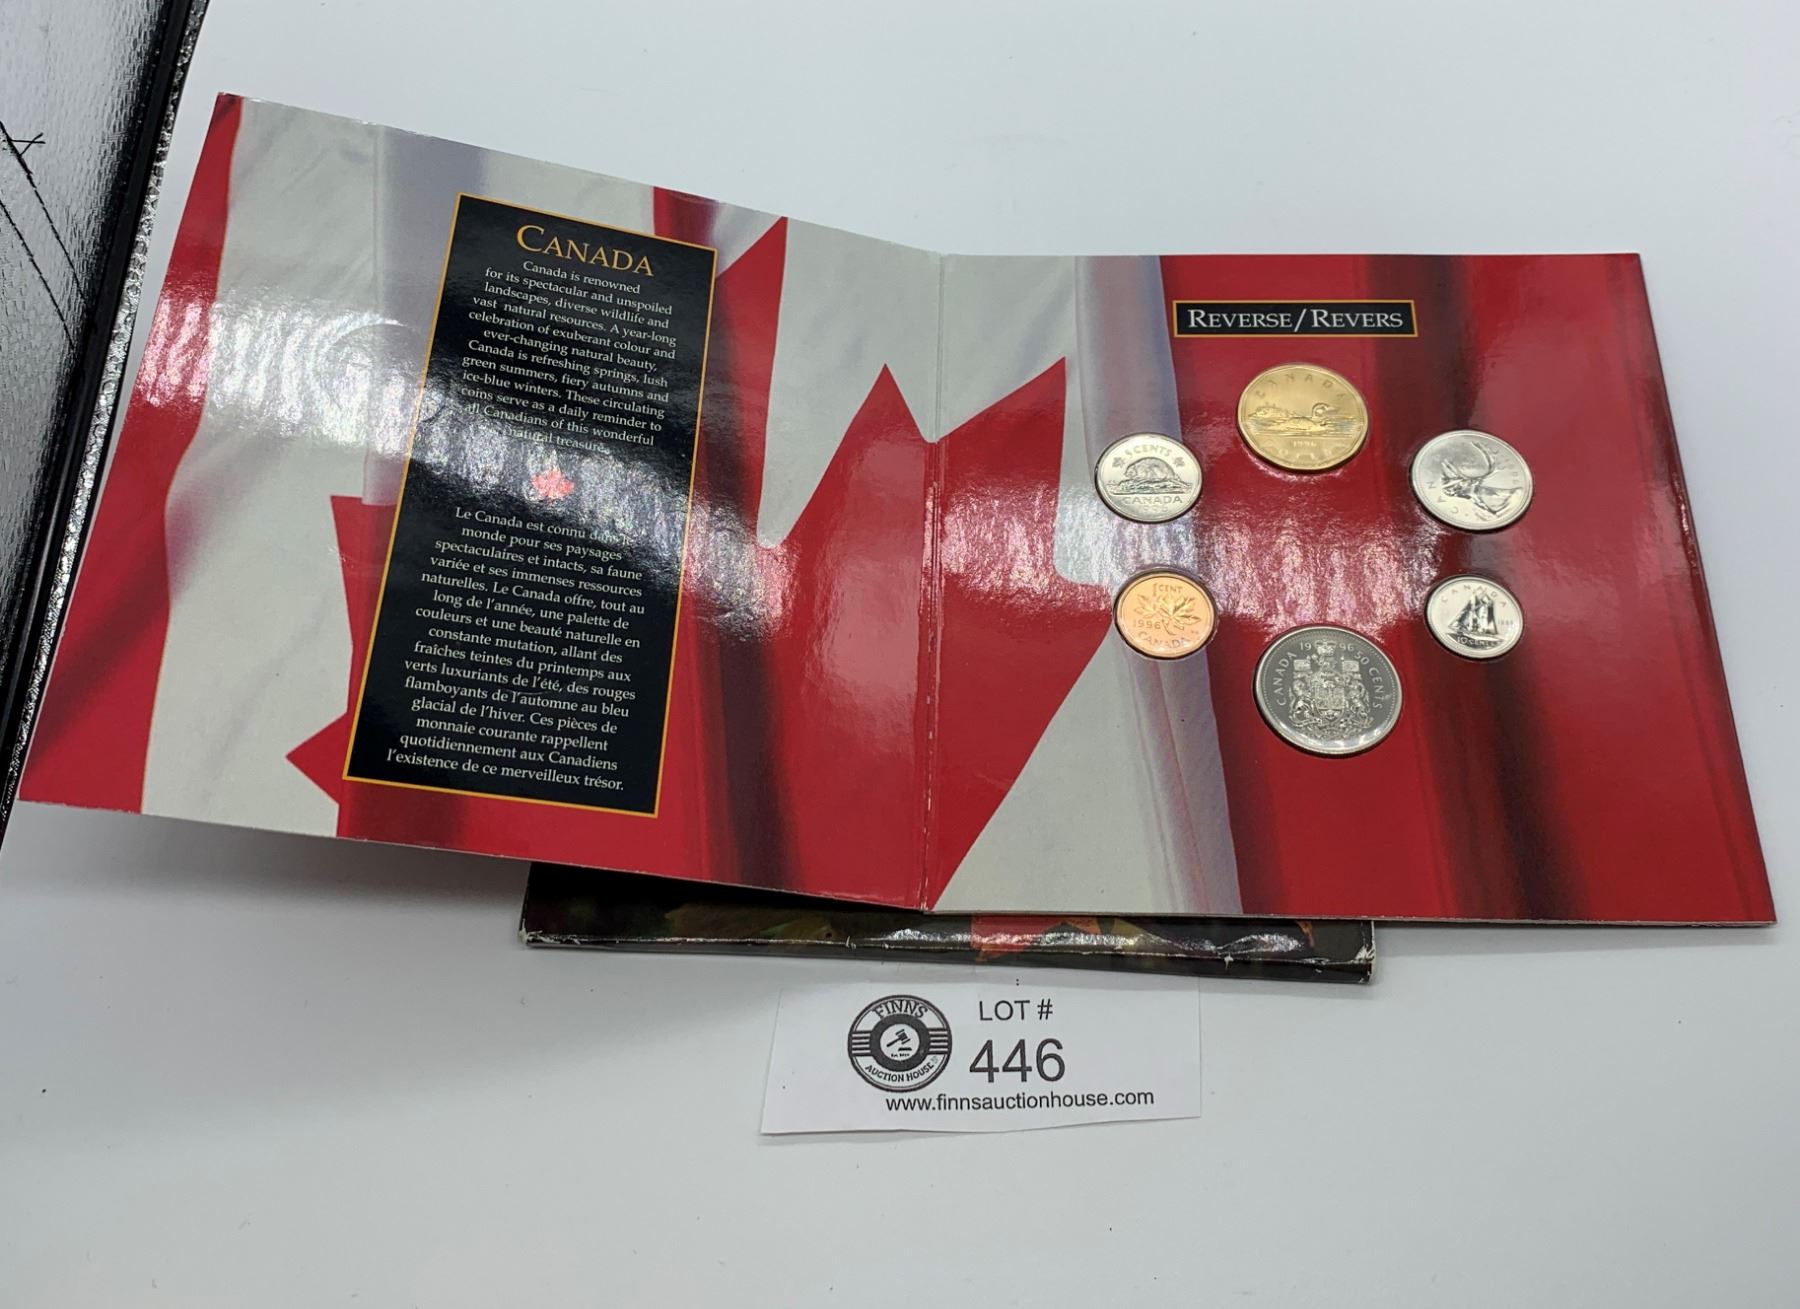 CANADA
Canada is renowned
for its spectacular and unspoiled
landscapes, diverse wildlife and
vast natural resources. A year-long
celebration of exuberant colour and
ever-changing natural beauty,
Canada is refreshing springs, lush
green summers, fiery autumns and
ice-blue winters. These circulating
coins serve as a daily reminder to
all Canadians of this wonderful
natural treasure.
Le Canada est connu dans le
monde pour ses paysages
spectaculaires et intacts, sa faune
variée et ses immenses ressources
naturelles. Le Canada offre, tout au
long de l'année, une palette de
couleurs et une beauté naturelle en
constante mutation, allant des
fraîches teintes du printemps aux
verts luxuriants de l'été, des rouges
flamboyants de l'automne au bleu
glacial de l'hiver. Ces pièces de
monnaie courante rappellent
quotidiennement aux Canadiens
l'existence de ce merveilleux trésor.
REVERSE/REVERS
CANADA
1996
5 CENTS
CANADA
1 CENT
1996
CANADA
CANADA 1996 50 CENTS
CANADA
10 CENTS
FINNS
AUCTION HOUSE
LOT #
446
www.finnsauctionhouse.com